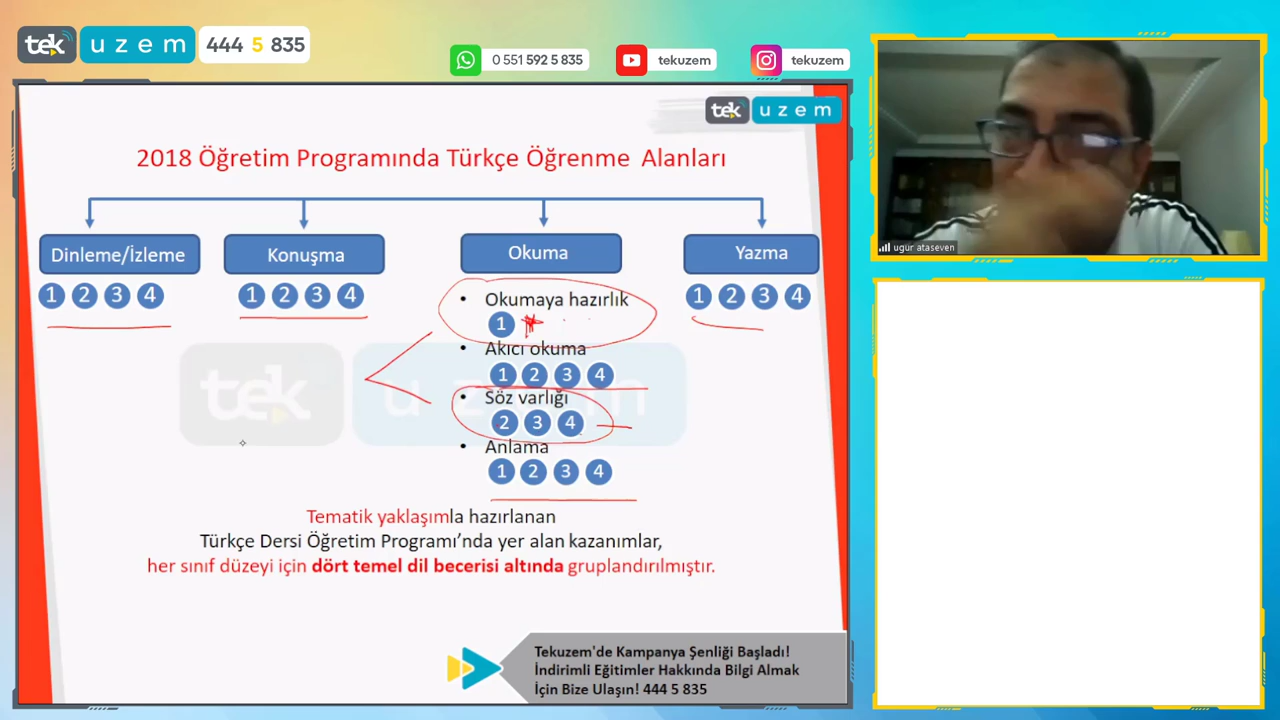 tek uzem 444 5 835
0 551 592 5 835
tekuzem
tekuzem
tek uzem
2018 Öğretim Programında Türkçe Öğrenme Alanları
Dinleme/İzleme
1 2 3 4
Konuşma
1 2 3 4
Okuma
• Okumaya hazırlık
1
• Akıcı okuma
1 2 3 4
• Söz varlığı
2 3 4
• Anlama
1 2 3 4
Yazma
1 2 3 4
tek uzem
Tematik yaklaşımla hazırlanan
Türkçe Dersi Öğretim Programı’nda yer alan kazanımlar,
her sınıf düzeyi için dört temel dil becerisi altında gruplandırılmıştır.
Tekuzem'de Kampanya Şenliği Başladı!
İndirimli Eğitimler Hakkında Bilgi Almak
İçin Bize Ulaşın! 444 5 835
ugur ataseven